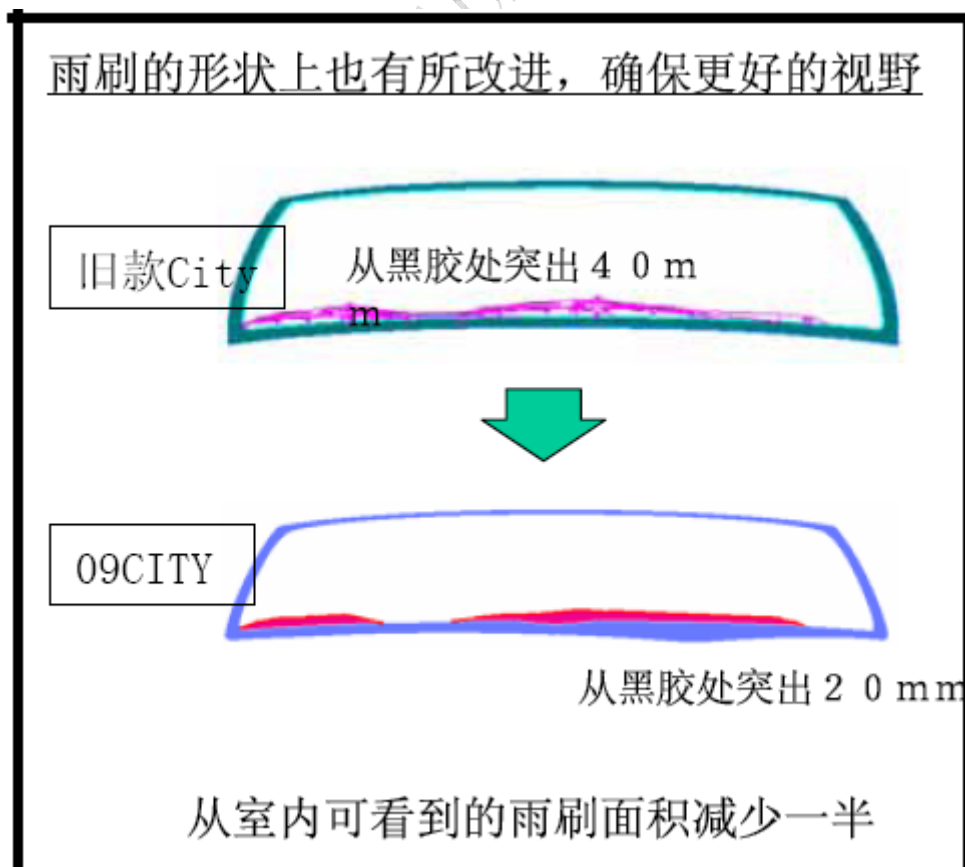 雨刷的形状上也有所改进，确保更好的视野
旧款City
从黑胶处突出４０ｍ
ｍ
09CITY
从黑胶处突出２０ｍｍ
从室内可看到的雨刷面积减少一半